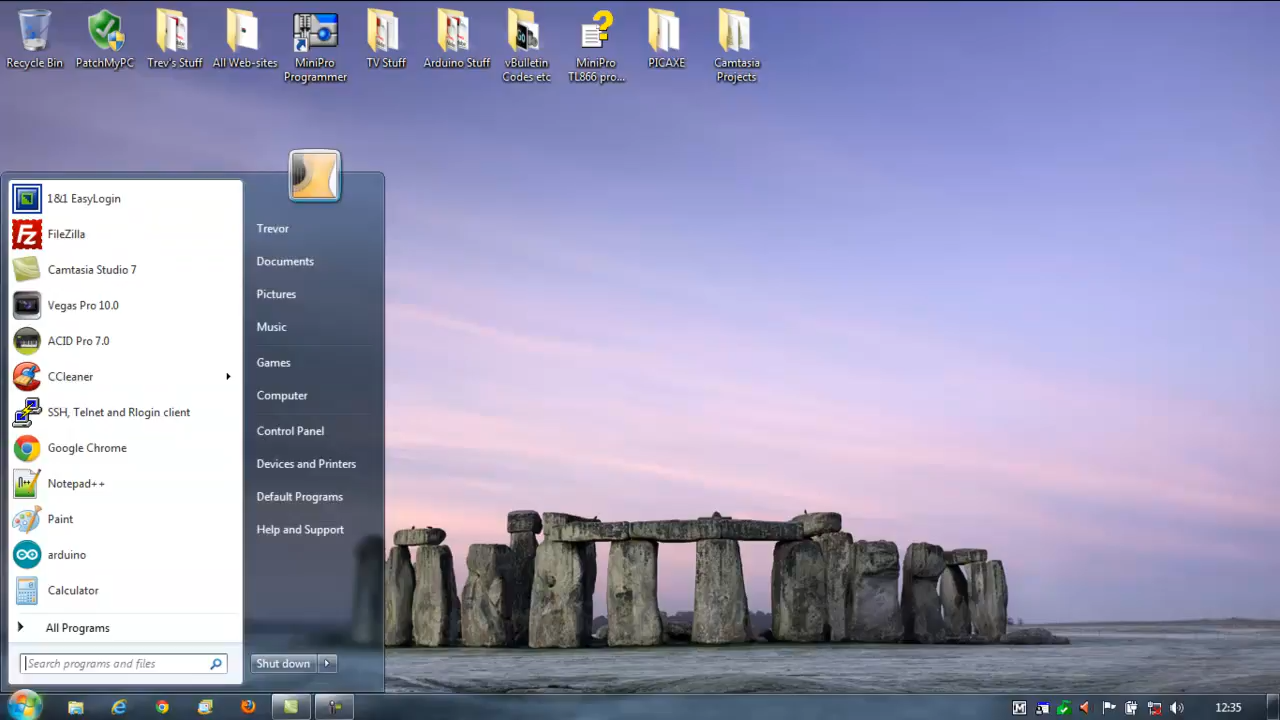 Recycle Bin
PatchMyPC
Trev's Stuff
All Web-sites
MiniPro
Programmer
TV Stuff
Arduino Stuff
vBulletin
Codes etc
MiniPro
TL866 pro...
PICAXE
Camtasia
Projects
1&1 EasyLogin
FileZilla
Camtasia Studio 7
Vegas Pro 10.0
ACID Pro 7.0
CCleaner
SSH, Telnet and Rlogin client
Google Chrome
Notepad++
Paint
arduino
Calculator
All Programs
Search programs and files
Trevor
Documents
Pictures
Music
Games
Computer
Control Panel
Devices and Printers
Default Programs
Help and Support
Shut down
12:35